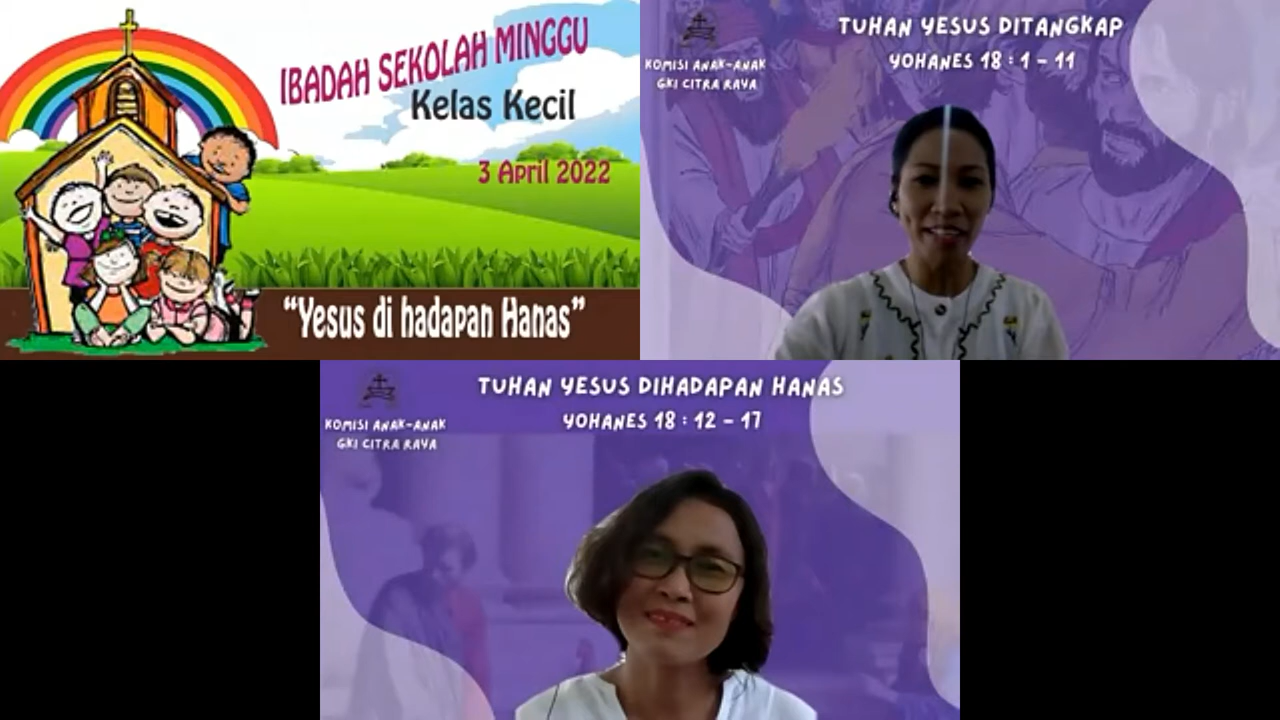 IBADAH SEKOLAH MINGGU
Kelas Kecil
3 April 2022
“Yesus di hadapan Hanas”
TUHAN YESUS DITANGKAP
YOHANES 18 : 1 - 11
KOMISI ANAK-ANAK
GKI CITRA RAYA
TUHAN YESUS DIHADAPAN HANAS
YOHANES 18 : 12 - 17
KOMISI ANAK-ANAK
GKI CITRA RAYA